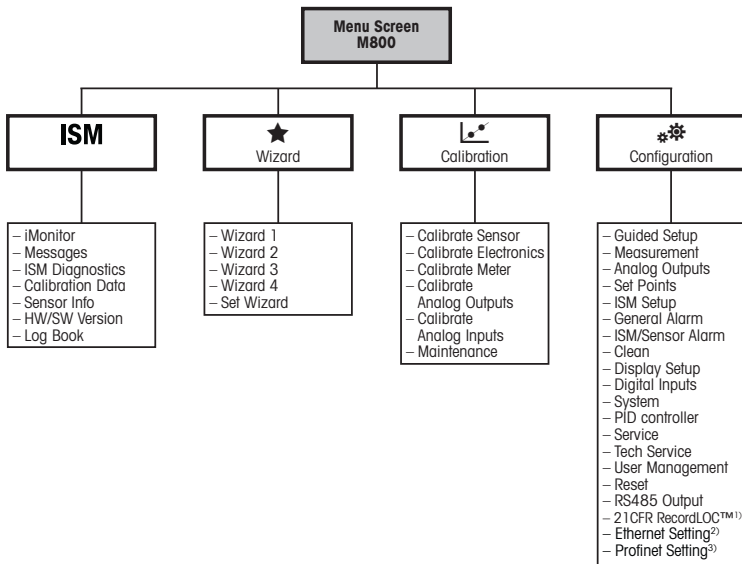 Menu Screen
M800
ISM
Wizard
Calibration
Configuration
– iMonitor
– Messages
– ISM Diagnostics
– Calibration Data
– Sensor Info
– HW/SW Version
– Log Book
– Wizard 1
– Wizard 2
– Wizard 3
– Wizard 4
– Set Wizard
– Calibrate Sensor
– Calibrate Electronics
– Calibrate Meter
– Calibrate
Analog Outputs
– Calibrate
Analog Inputs
– Maintenance
– Guided Setup
– Measurement
– Analog Outputs
– Set Points
– ISM Setup
– General Alarm
– ISM/Sensor Alarm
– Clean
– Display Setup
– Digital Inputs
– System
– PID controller
– Service
– Tech Service
– User Management
– Reset
– RS485 Output
– 21CFR RecordLOC™1)
– Ethernet Setting2)
– Profinet Setting3)